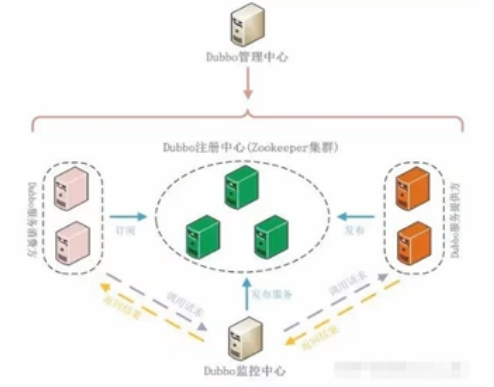 Dubbo管理中心
Dubbo注册中心(Zookeeper集群)
Dubbo服务消费方
订阅
发布
Dubbo服务提供方
发布服务
调用请求
返回结果
调用请求
返回结果
Dubbo监控中心